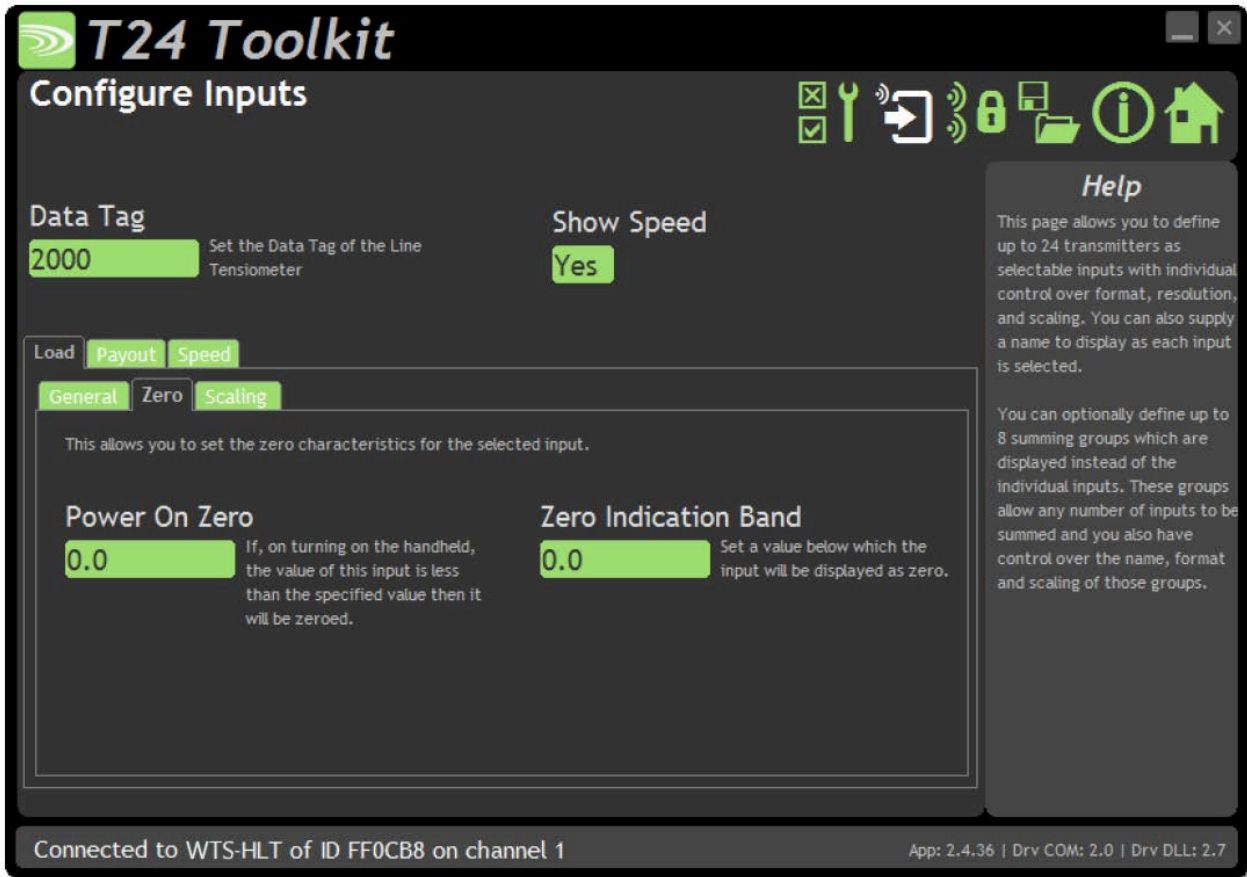 T24 Toolkit
Configure Inputs
Data Tag
2000
Set the Data Tag of the Line
Tensiometer
Show Speed
Yes
Load
Payout
Speed
General
Zero
Scaling
This allows you to set the zero characteristics for the selected input.
Power On Zero
0.0
If, on turning on the handheld,
the value of this input is less
than the specified value then it
will be zeroed.
Zero Indication Band
0.0
Set a value below which the
input will be displayed as zero.
Help
This page allows you to define
up to 24 transmitters as
selectable inputs with individual
control over format, resolution,
and scaling. You can also supply
a name to display as each input
is selected.
You can optionally define up to
8 summing groups which are
displayed instead of the
individual inputs. These groups
allow any number of inputs to be
summed and you also have
control over the name, format
and scaling of those groups.
Connected to WTS-HLT of ID FF0CB8 on channel 1
App: 2.4.36 | Drv COM: 2.0 | Drv DLL: 2.7